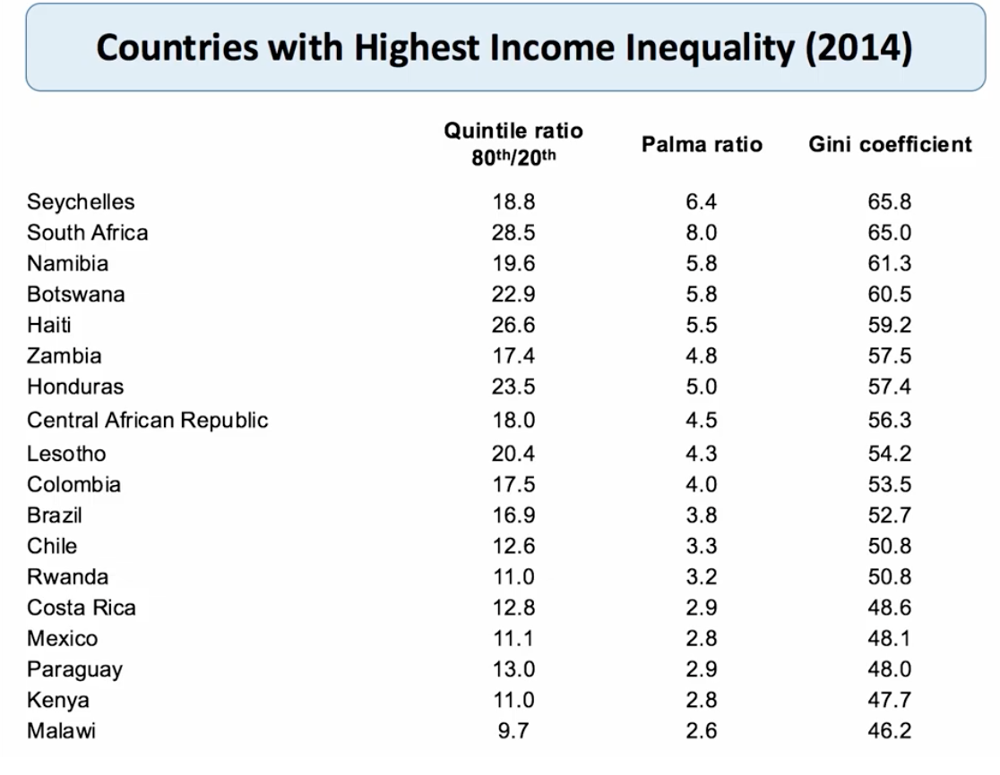 Countries with Highest Income Inequality (2014)
Quintile ratio
80th/20th
Palma ratio
Gini coefficient
Seychelles 18.8 6.4 65.8
South Africa 28.5 8.0 65.0
Namibia 19.6 5.8 61.3
Botswana 22.9 5.8 60.5
Haiti 26.6 5.5 59.2
Zambia 17.4 4.8 57.5
Honduras 23.5 5.0 57.4
Central African Republic 18.0 4.5 56.3
Lesotho 20.4 4.3 54.2
Colombia 17.5 4.0 53.5
Brazil 16.9 3.8 52.7
Chile 12.6 3.3 50.8
Rwanda 11.0 3.2 50.8
Costa Rica 12.8 2.9 48.6
Mexico 11.1 2.8 48.1
Paraguay 13.0 2.9 48.0
Kenya 11.0 2.8 47.7
Malawi 9.7 2.6 46.2